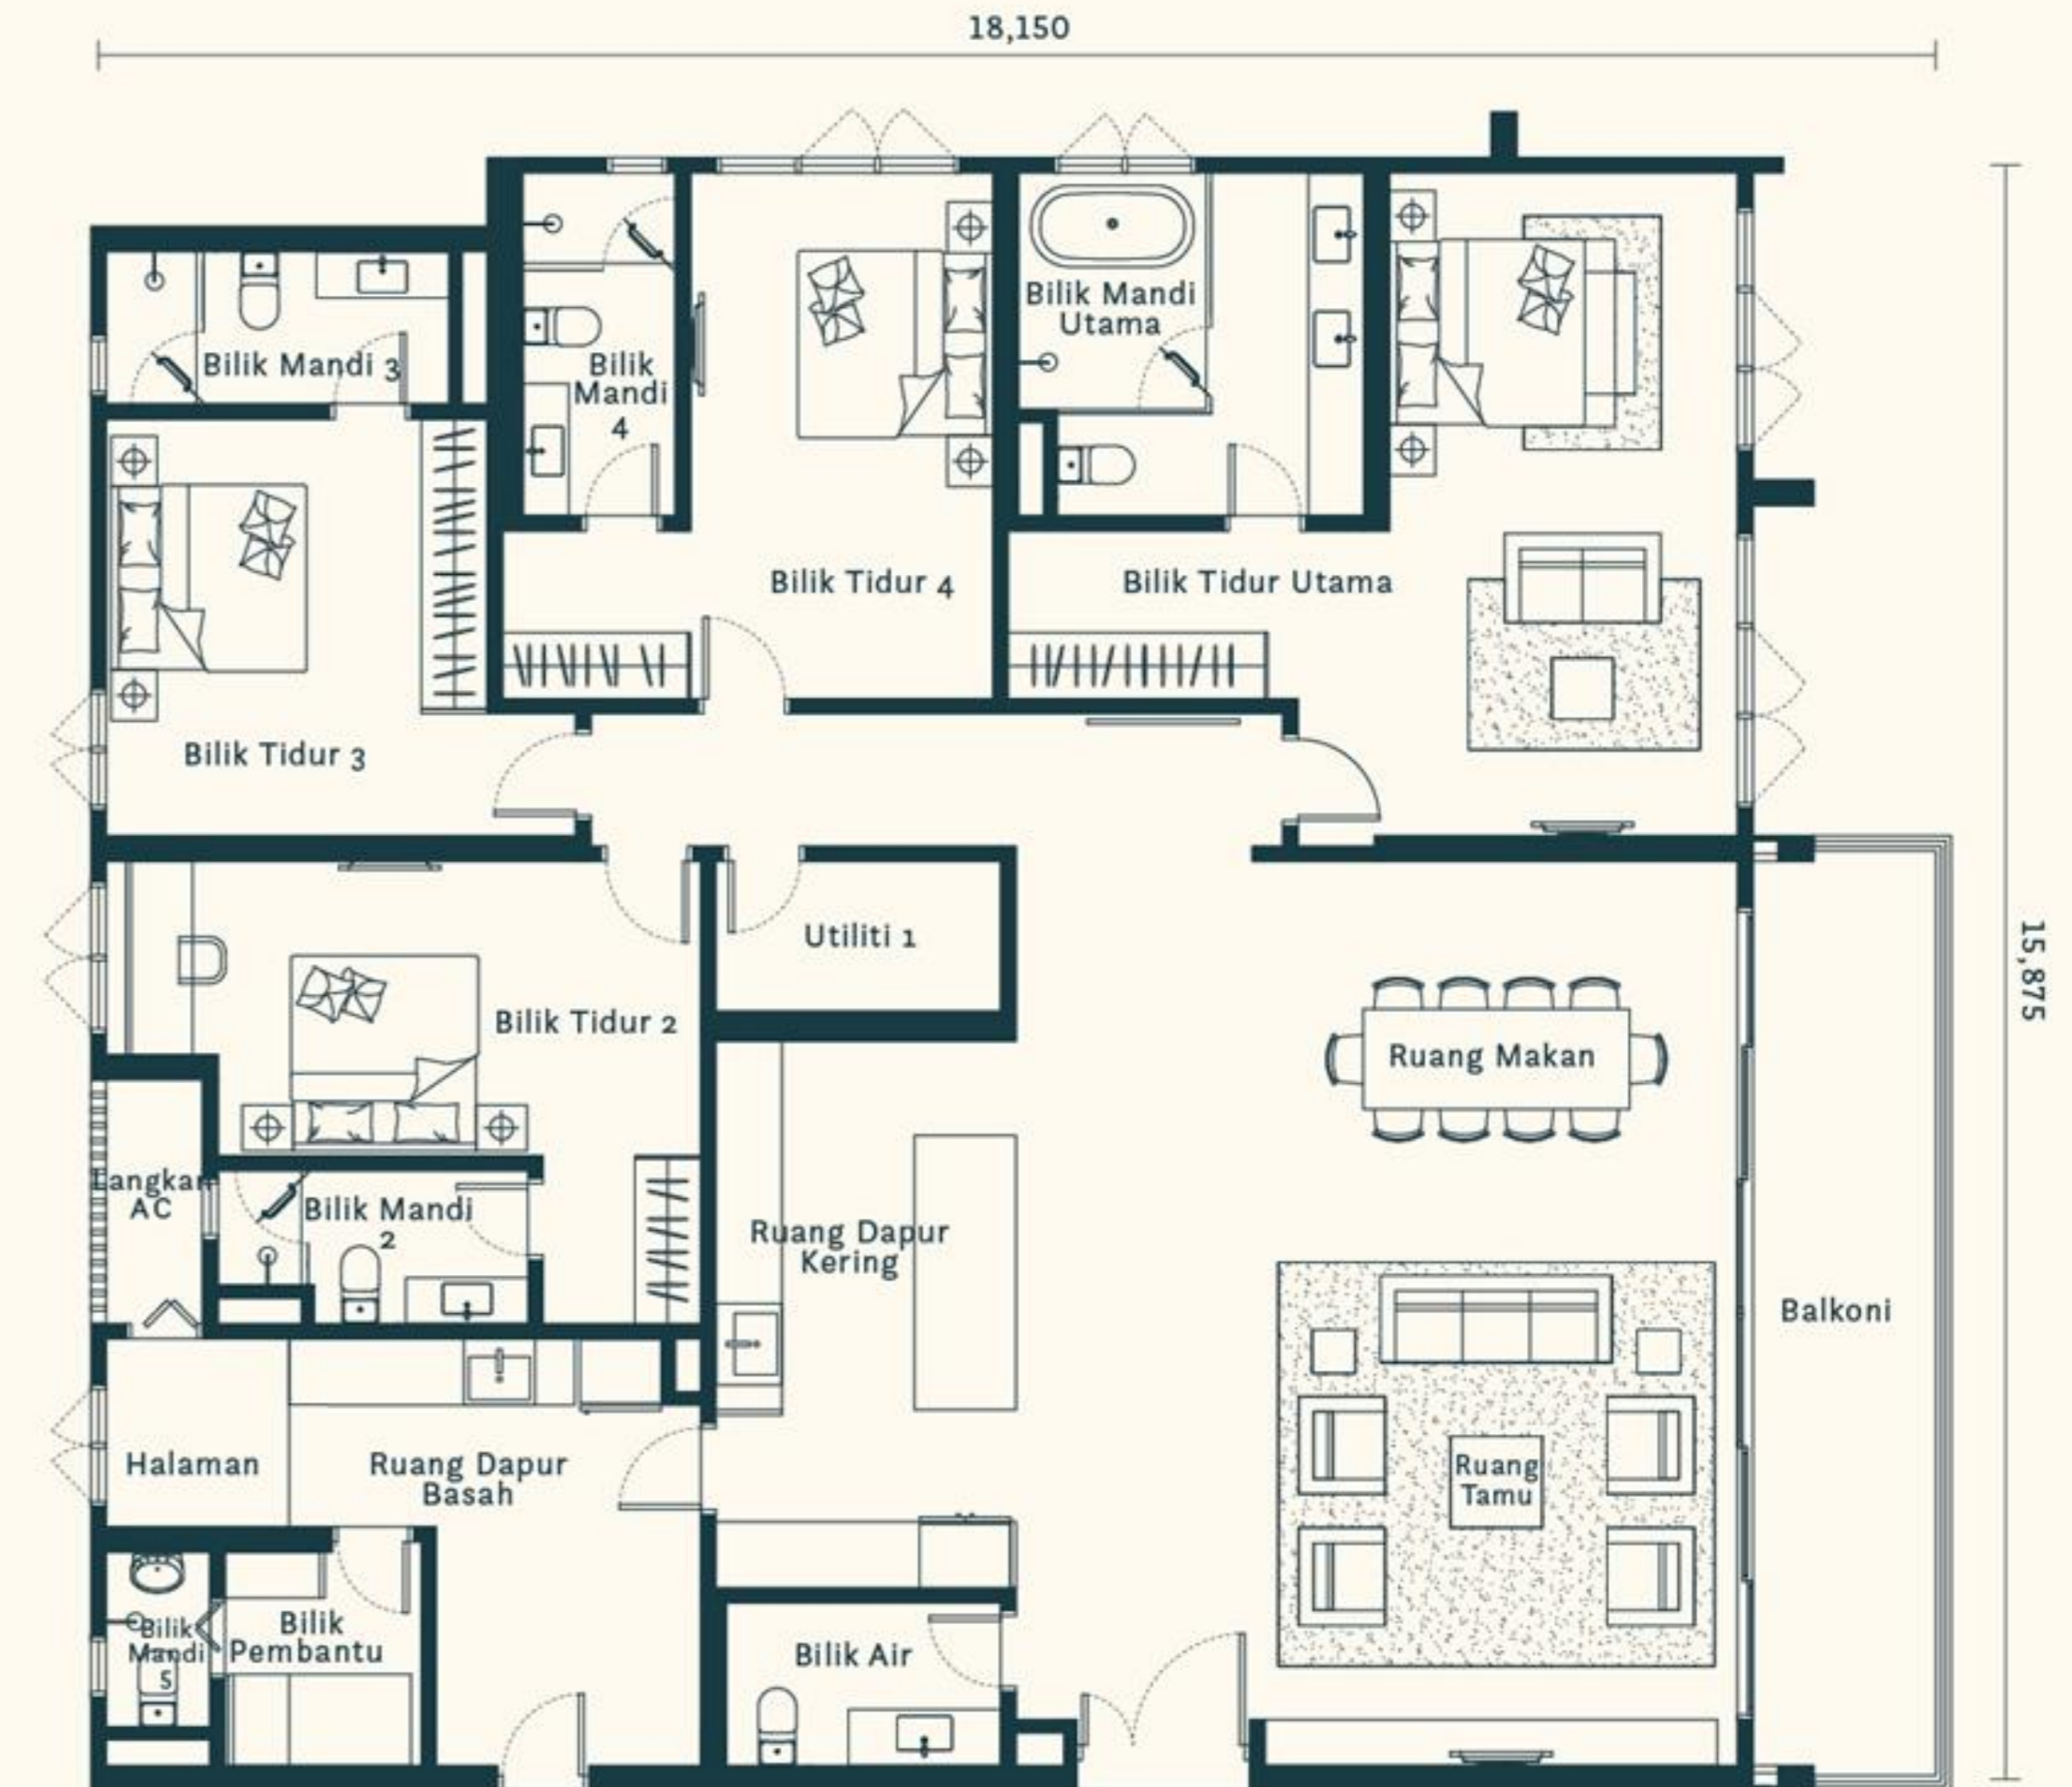 18,150
Bilik Mandi
Utama
Bilik Mandi 3
Bilik
Mandi
4
Bilik Tidur 4
Bilik Tidur Utama
Bilik Tidur 3
Utiliti 1
15,875
Bilik Tidur 2
Ruang Makan
Langkan
AC
Bilik Mandi
2
Ruang Dapur
Kering
Balkoni
Halaman
Ruang Dapur
Basah
Ruang
Tamu
Bilik
Mandi
5
Bilik
Pembantu
Bilik Air